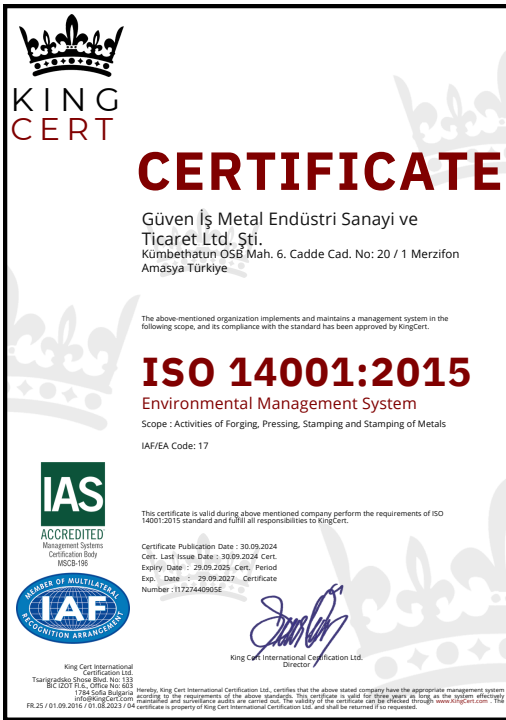 KING
CERT
CERTIFICATE
Güven İş Metal Endüstri Sanayi ve
Ticaret Ltd. Şti.
Kümbethatun OSB Mah. 6. Cadde Cad. No: 20 / 1 Merzifon
Amasya Türkiye
The above-mentioned organization implements and maintains a management system in the
following scope, and its compliance with the standard has been approved by KingCert.
ISO 14001:2015
Environmental Management System
Scope : Activities of Forging, Pressing, Stamping and Stamping of Metals
IAF/EA Code: 17
IAS
ACCREDITED
Management Systems
Certification Body
MSCB-196
This certificate is valid during above mentioned company perform the requirements of ISO
14001:2015 standard and fulfill all responsibilities to KingCert.
Certificate Publication Date : 30.09.2024
Cert. Last Issue Date : 30.09.2024 Cert.
Expiry Date : 29.09.2025 Cert. Period
Exp. Date : 29.09.2027 Certificate
Number : I1727440905E
MEMBER OF MULTILATERAL
IAF
RECOGNITION ARRANGEMENT
King Cert International Certification Ltd.
Director
King Cert International
Certification Ltd.
Tsarigradsko Shose Blvd. No: 133
BIC IZOT Fl.6., Office No: 603
1784 Sofia Bulgaria
info@KingCert.com
FR.25 / 01.09.2016 / 01.08.2023 / 04
Hereby, King Cert International Certification Ltd., certifies that the above stated company have the appropriate management system
acording to the requirements of the above standards. This certificate is valid for three years as long as the system effectively
maintained and surveillance audits are carried out. The validity of the certificate can be checked through www.KingCert.com . The
certificate is property of King Cert International Certification Ltd. and shall be returned if so requested.